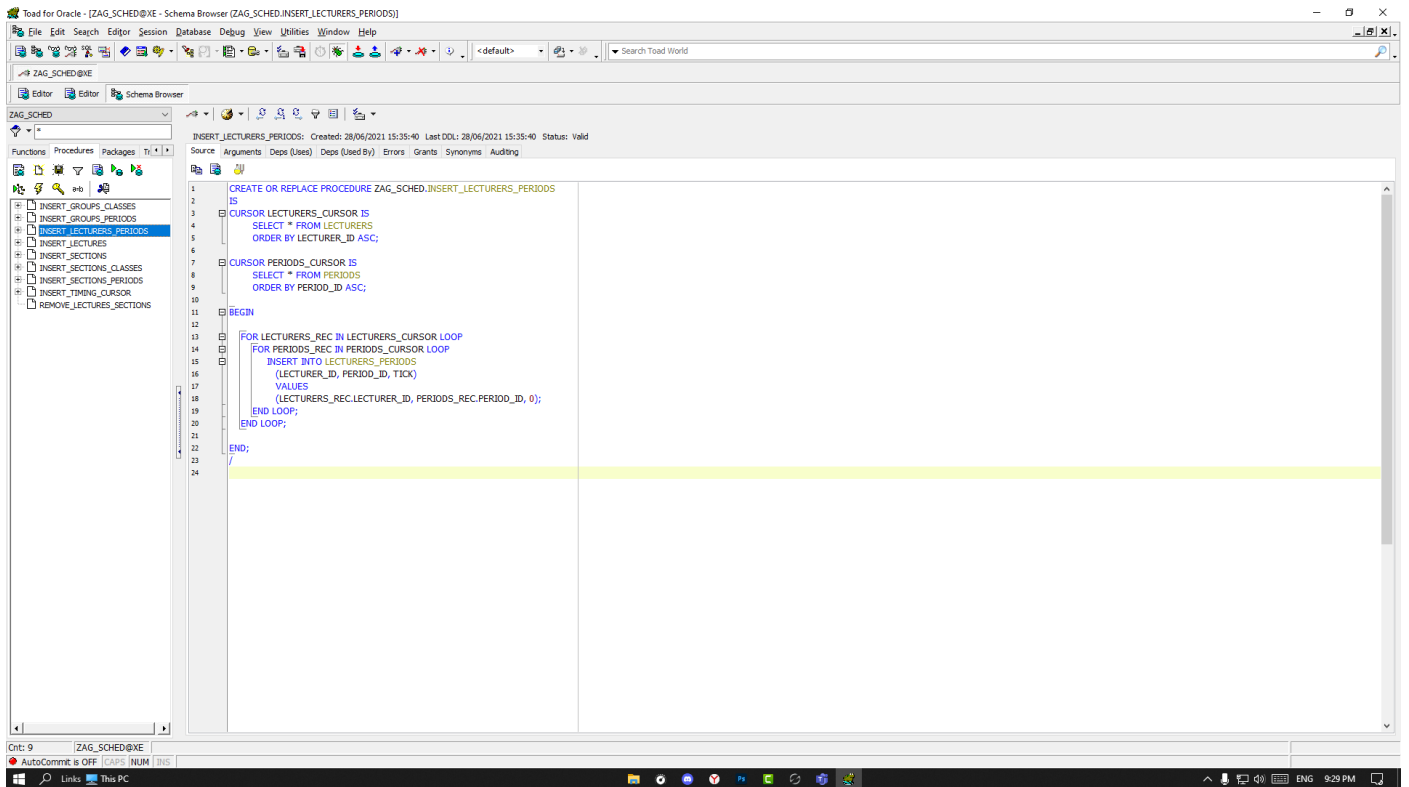 Toad for Oracle - [ZAG_SCHED@XE - Schema Browser (ZAG_SCHED.INSERT_LECTURERS_PERIODS)]
File Edit Search Editor Session Database Debug View Utilities Window Help
<default> Search Toad World
ZAG_SCHED@XE
Editor Editor Schema Browser
ZAG_SCHED
*
INSERT_LECTURERS_PERIODS: Created: 28/06/2021 15:35:40 Last DDL: 28/06/2021 15:35:40 Status: Valid
Functions Procedures Packages Tr
Source Arguments Deps (Uses) Deps (Used By) Errors Grants Synonyms Auditing
INSERT_GROUPS_CLASSES
INSERT_GROUPS_PERIODS
INSERT_LECTURERS_PERIODS
INSERT_LECTURES
INSERT_SECTIONS
INSERT_SECTIONS_CLASSES
INSERT_SECTIONS_PERIODS
INSERT_TIMING_CURSOR
REMOVE_LECTURES_SECTIONS
1 CREATE OR REPLACE PROCEDURE ZAG_SCHED.INSERT_LECTURERS_PERIODS
2 IS
3 CURSOR LECTURERS_CURSOR IS
4 SELECT * FROM LECTURERS
5 ORDER BY LECTURER_ID ASC;
6
7 CURSOR PERIODS_CURSOR IS
8 SELECT * FROM PERIODS
9 ORDER BY PERIOD_ID ASC;
10
11 BEGIN
12
13 FOR LECTURERS_REC IN LECTURERS_CURSOR LOOP
14 FOR PERIODS_REC IN PERIODS_CURSOR LOOP
15 INSERT INTO LECTURERS_PERIODS
16 (LECTURER_ID, PERIOD_ID, TICK)
17 VALUES
18 (LECTURERS_REC.LECTURER_ID, PERIODS_REC.PERIOD_ID, 0);
19 END LOOP;
20 END LOOP;
21
22 END;
23 /
24
Cnt: 9 ZAG_SCHED@XE
AutoCommit is OFF CAPS NUM INS
Links This PC ENG 9:29 PM